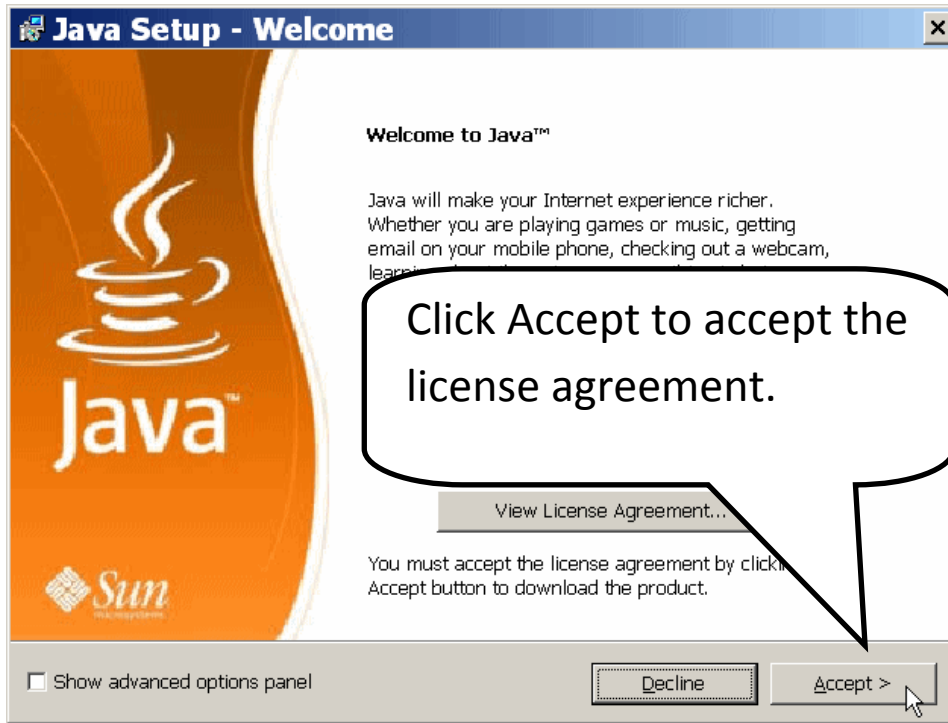 Java Setup - Welcome
Welcome to Java™
Java will make your Internet experience richer.
Whether you are playing games or music, getting
email on your mobile phone, checking out a webcam,
Click Accept to accept the
license agreement.
Java™
View License Agreement...
You must accept the license agreement by
Accept button to download the product.
Sun
microsystems
Show advanced options panel
Decline
Accept >